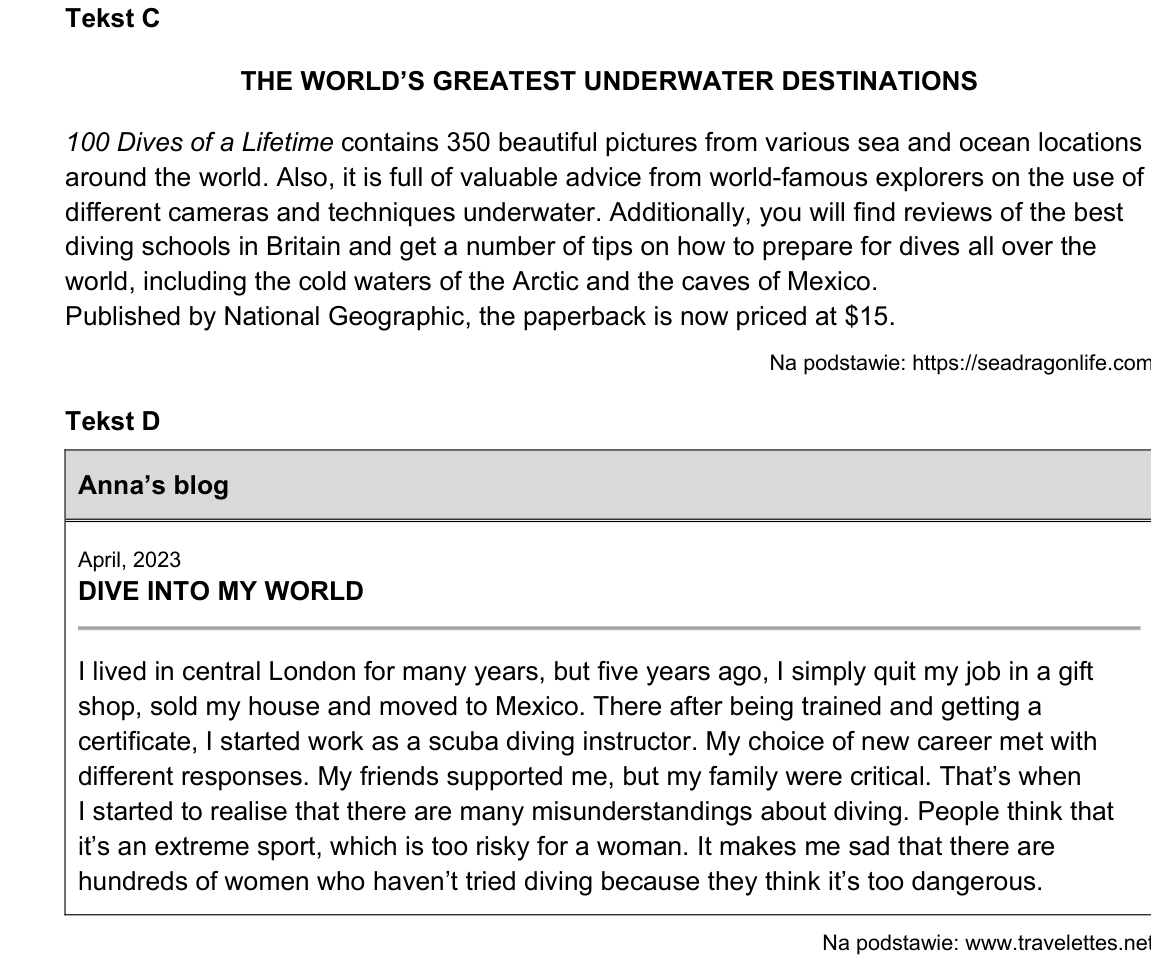 Tekst C
THE WORLD’S GREATEST UNDERWATER DESTINATIONS
100 Dives of a Lifetime contains 350 beautiful pictures from various sea and ocean locations
around the world. Also, it is full of valuable advice from world-famous explorers on the use of
different cameras and techniques underwater. Additionally, you will find reviews of the best
diving schools in Britain and get a number of tips on how to prepare for dives all over the
world, including the cold waters of the Arctic and the caves of Mexico.
Published by National Geographic, the paperback is now priced at $15.
Na podstawie: https://seadragonlife.com
Tekst D
Anna’s blog
April, 2023
DIVE INTO MY WORLD
I lived in central London for many years, but five years ago, I simply quit my job in a gift
shop, sold my house and moved to Mexico. There after being trained and getting a
certificate, I started work as a scuba diving instructor. My choice of new career met with
different responses. My friends supported me, but my family were critical. That’s when
I started to realise that there are many misunderstandings about diving. People think that
it’s an extreme sport, which is too risky for a woman. It makes me sad that there are
hundreds of women who haven’t tried diving because they think it’s too dangerous.
Na podstawie: www.travelettes.net